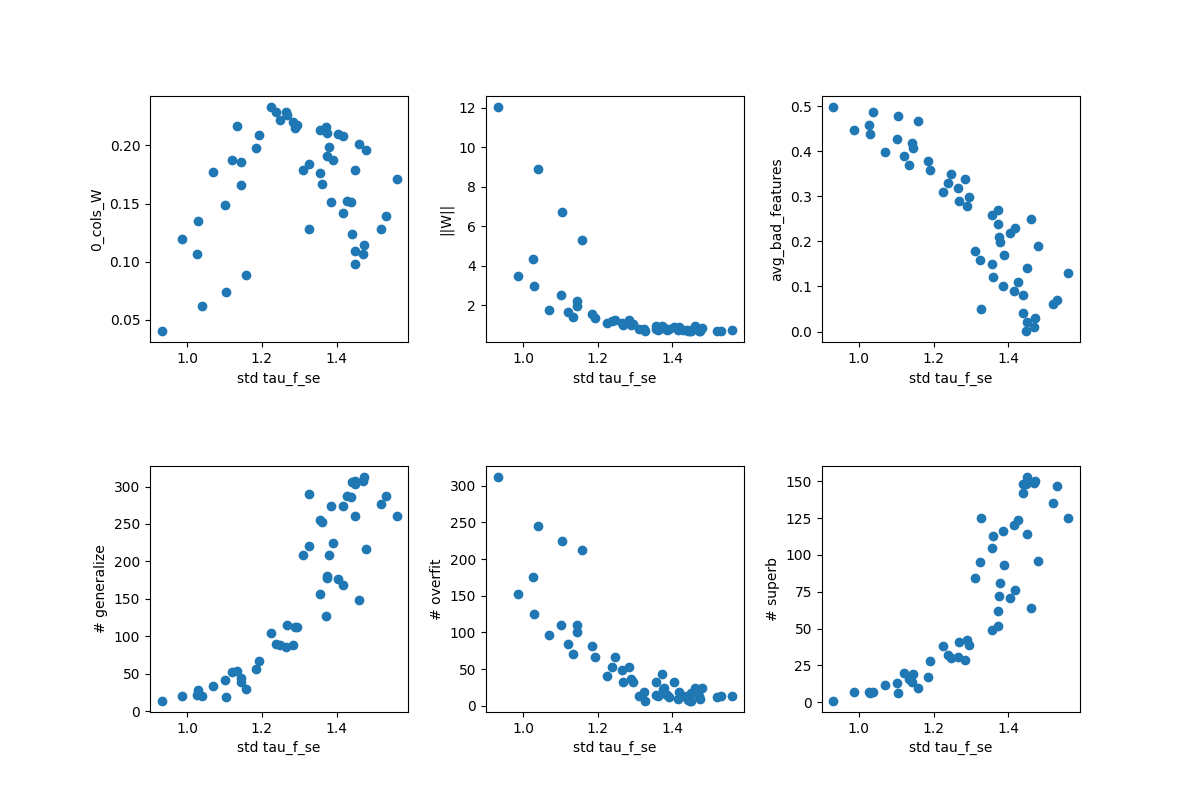 0_cols_W
0.20
0.15
0.10
0.05
1.0 1.2 1.4
std tau_f_se
||W||
12
10
8
6
4
2
1.0 1.2 1.4
std tau_f_se
avg_bad_features
0.5
0.4
0.3
0.2
0.1
0.0
1.0 1.2 1.4
std tau_f_se
# generalize
300
250
200
150
100
50
0
1.0 1.2 1.4
std tau_f_se
# overfit
300
250
200
150
100
50
0
1.0 1.2 1.4
std tau_f_se
# superb
150
125
100
75
50
25
0
1.0 1.2 1.4
std tau_f_se